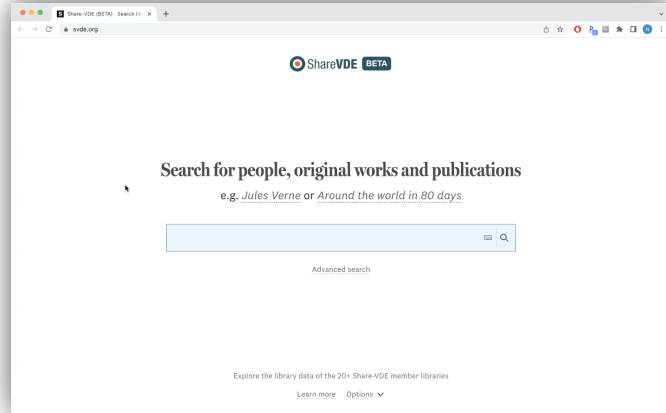 Share-VDE (BETA) - Search
svde.org
ShareVDE BETA
Search for people, original works and publications
e.g. Jules Verne or Around the world in 80 days
Advanced search
Explore the library data of the 20+ Share-VDE member libraries
Learn more Options